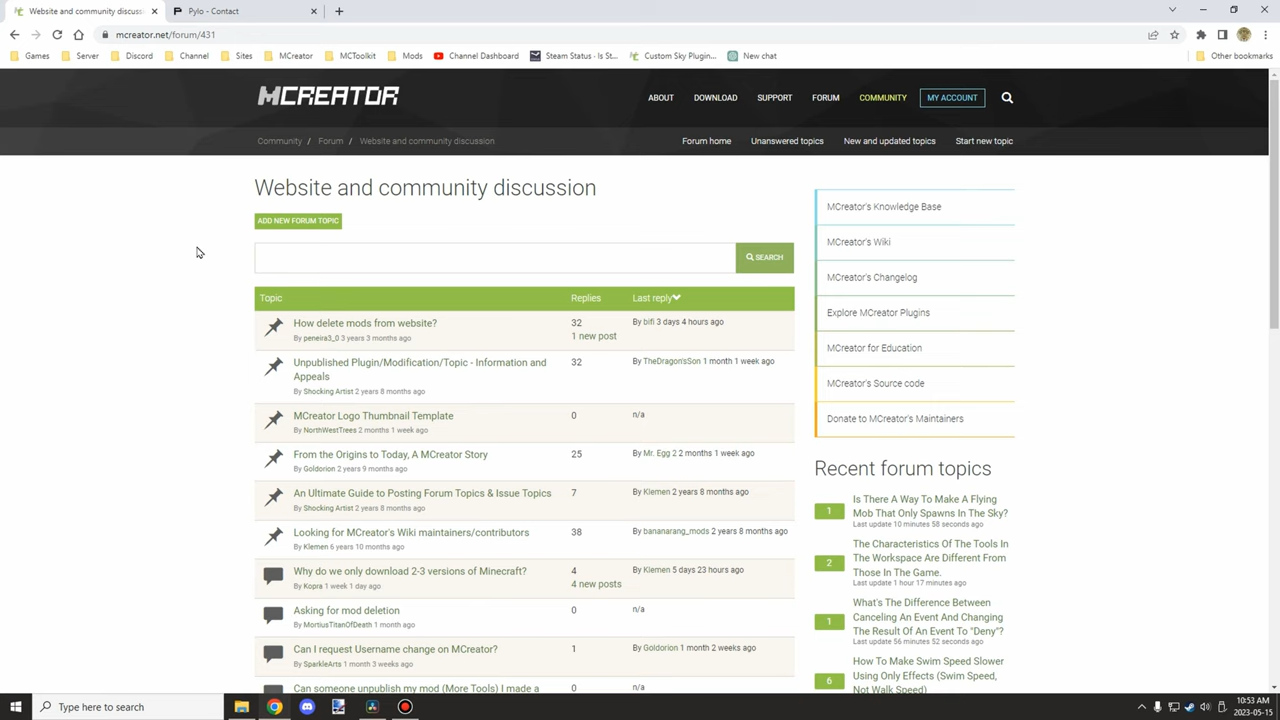 Website and community discussi
Pylo - Contact
mcreator.net/forum/431
Games
Server
Discord
Channel
Sites
MCreator
MCToolkit
Mods
Channel Dashboard
Steam Status · Is St...
Custom Sky Plugin...
New chat
Other bookmarks
MCREATOR
ABOUT
DOWNLOAD
SUPPORT
FORUM
COMMUNITY
MY ACCOUNT
Community / Forum / Website and community discussion
Forum home
Unanswered topics
New and updated topics
Start new topic
Website and community discussion
ADD NEW FORUM TOPIC
SEARCH
Topic
Replies
Last reply
How delete mods from website?
By peneira3_0 3 years 3 months ago
32
1 new post
By bifi 3 days 4 hours ago
Unpublished Plugin/Modification/Topic - Information and
Appeals
By Shocking Artist 2 years 8 months ago
32
By TheDragon'sSon 1 month 1 week ago
MCreator Logo Thumbnail Template
By NorthWestTrees 2 months 1 week ago
0
n/a
From the Origins to Today, A MCreator Story
By Goldorion 2 years 9 months ago
25
By Mr. Egg 2 2 months 1 week ago
An Ultimate Guide to Posting Forum Topics & Issue Topics
By Shocking Artist 2 years 8 months ago
7
By Klemen 2 years 8 months ago
Looking for MCreator's Wiki maintainers/contributors
By Klemen 6 years 10 months ago
38
By bananarang_mods 2 years 8 months ago
Why do we only download 2-3 versions of Minecraft?
By Kopra 1 week 1 day ago
4
4 new posts
By Klemen 5 days 23 hours ago
Asking for mod deletion
By MortiusTitanOfDeath 1 month ago
0
n/a
Can I request Username change on MCreator?
By SparkleArts 1 month 3 weeks ago
1
By Goldorion 1 month 2 weeks ago
Can someone unpublish my mod (More Tools) I made a
0
n/a
MCreator's Knowledge Base
MCreator's Wiki
MCreator's Changelog
Explore MCreator Plugins
MCreator for Education
MCreator's Source code
Donate to MCreator's Maintainers
Recent forum topics
1
Is There A Way To Make A Flying
Mob That Only Spawns In The Sky?
Last update 10 minutes 58 seconds ago
2
The Characteristics Of The Tools In
The Workspace Are Different From
Those In The Game.
Last update 1 hour 17 minutes ago
1
What's The Difference Between
Canceling An Event And Changing
The Result Of An Event To "Deny"?
Last update 56 minutes 52 seconds ago
6
How To Make Swim Speed Slower
Using Only Effects (Swim Speed,
Not Walk Speed)
Type here to search
10:53 AM
2023-05-15